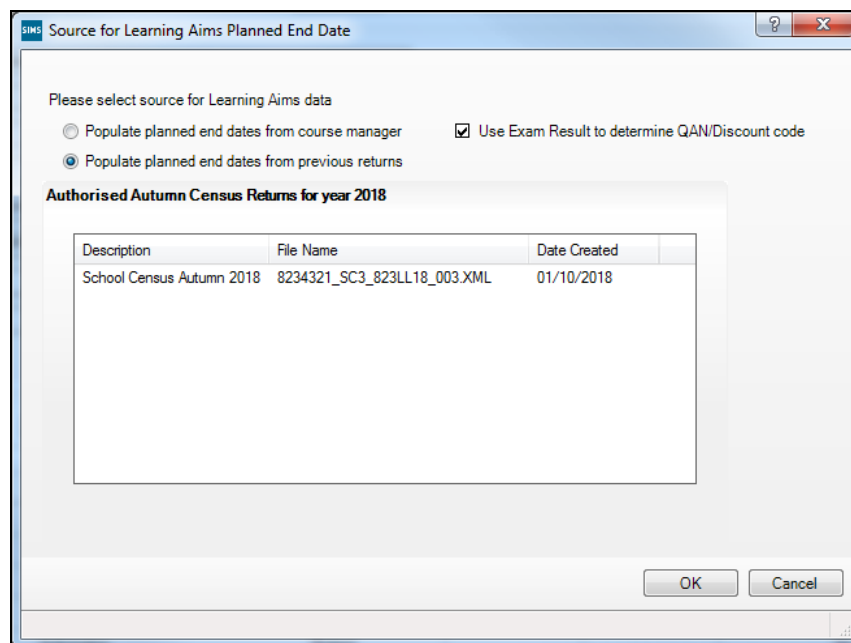 SIMS Source for Learning Aims Planned End Date ?
Please select source for Learning Aims data
Populate planned end dates from course manager Use Exam Result to determine QAN/Discount code
Populate planned end dates from previous returns
Authorised Autumn Census Returns for year 2018
Description File Name Date Created
School Census Autumn 2018 8234321_SC3_823LL18_003.XML 01/10/2018
OK Cancel